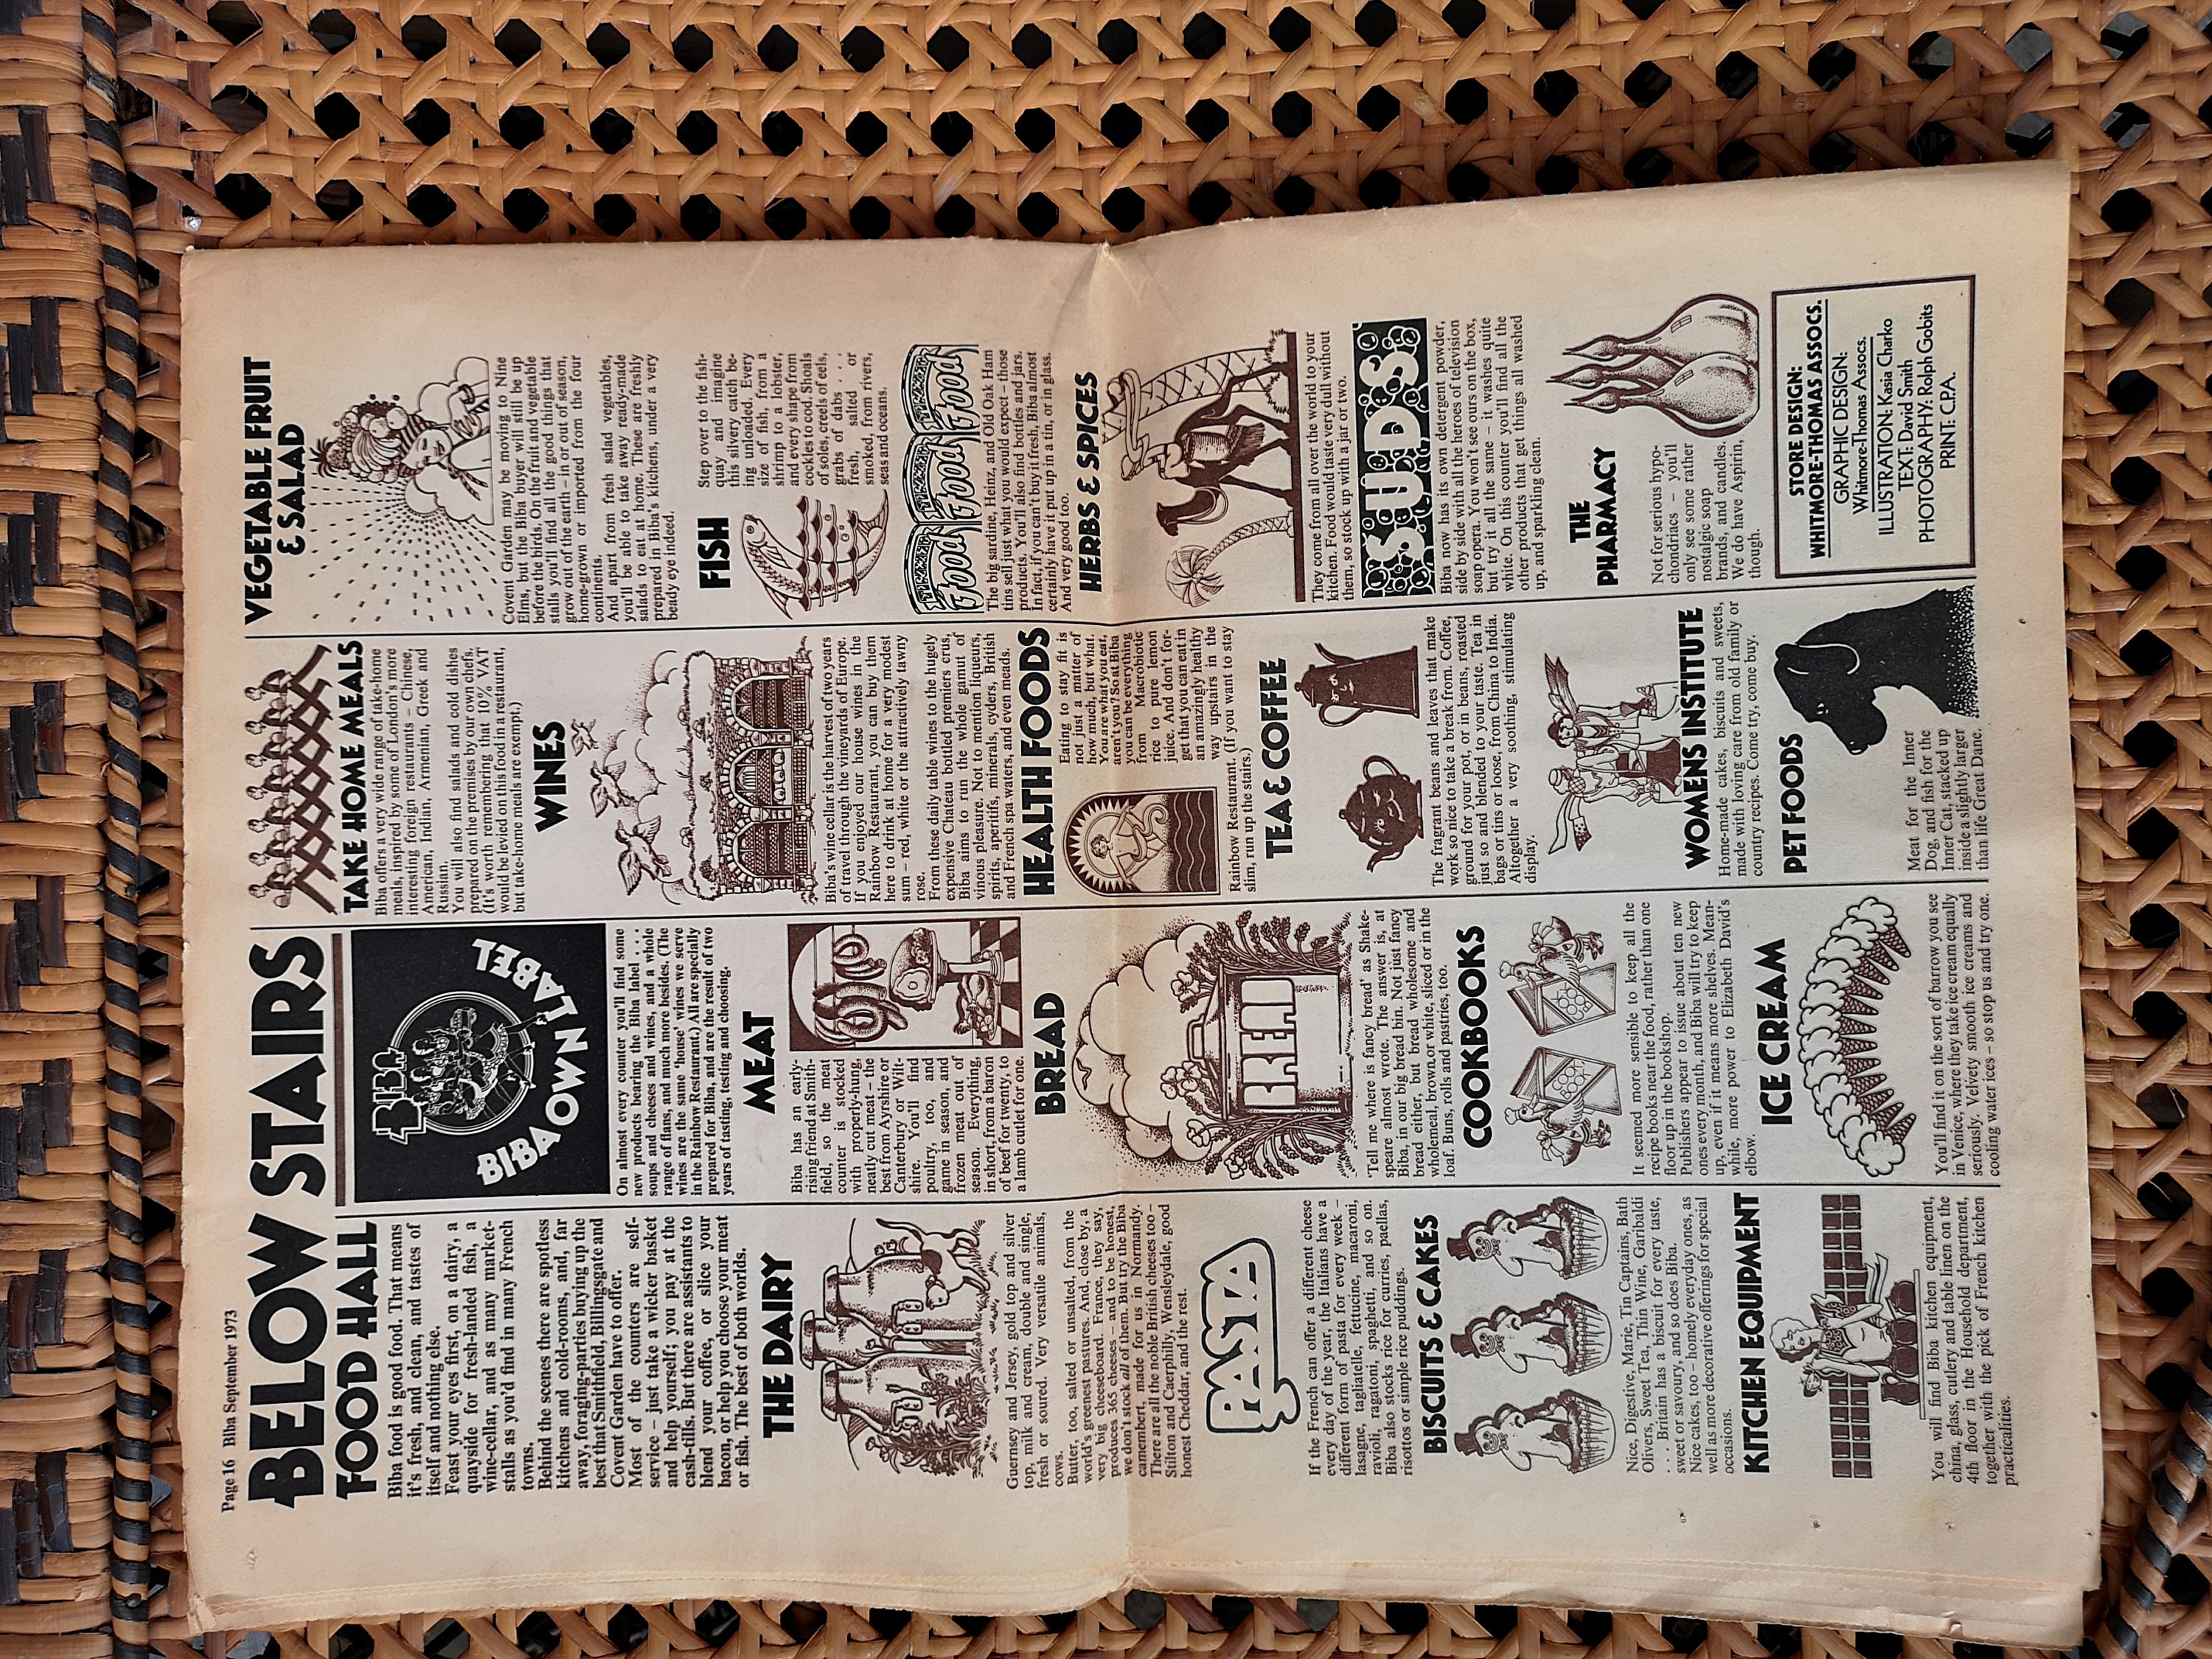 Page 16 Biba September 1973
BELOW STAIRS
FOOD HALL
Biba food is good food. That means
it's fresh, and clean, and tastes of
itself and nothing else.
Feast your eyes first, on a dairy, a
quayside for fresh-landed fish, a
wine-cellar, and as many market-
stalls as you'd find in many French
towns.
Behind the scenes there are spotless
kitchens and cold-rooms, and, far
away, foraging-parties buying up the
best that Smithfield, Billingsgate and
Covent Garden have to offer.
Most of the counters are self-
service – just take a wicker basket
and help yourself; you pay at the
cash-tills. But there are assistants to
blend your coffee, or slice your
bacon, or help you choose your meat
or fish. The best of both worlds.
THE DAIRY
Guernsey and Jersey, gold top and silver
top, milk and cream, double and single,
fresh or soured. Very versatile animals,
cows.
Butter, too, salted or unsalted, from the
world's greenest pastures. And, close by, a
very big cheeseboard. France, they say,
produces 365 cheeses – and to be honest,
we don't stock all of them. But try the Biba
camembert, made for us in Normandy.
There are all the noble British cheeses too –
Stilton and Caerphilly, Wensleydale, good
honest Cheddar, and the rest.
PASTA
If the French can offer a different cheese
every day of the year, the Italians have a
different form of pasta for every week –
lasagne, tagliatelle, fettucine, macaroni,
ravioli, ragatoni, spaghetti, and so on.
Biba also stocks rice for curries, paellas,
risottos or simple rice puddings.
BISCUITS & CAKES
Nice, Digestive, Marie, Tin Captains, Bath
Olivers, Sweet Tea, Thin Wine, Garibaldi
. . . . Britain has a biscuit for every taste,
sweet or savoury, and so does Biba.
Nice cakes, too – homely everyday ones, as
well as more decorative offerings for special
occasions.
KITCHEN EQUIPMENT
You will find Biba kitchen equipment,
china, glass, cutlery and table linen on the
4th floor in the Household department,
together with the pick of French kitchen
practicalities.
BIBA
BIBA OWN LABEL
On almost every counter you'll find some
new products bearing the Biba label . . .
soups and cheeses and wines, and a whole
range of flans, and much more besides. (The
wines are the same 'house' wines we serve
in the Rainbow Restaurant.) All are specially
prepared for Biba, and are the result of two
years of tasting, testing and choosing.
MEAT
Biba has an early-
rising friend at Smith-
field, so the meat
counter is stocked
with properly-hung,
neatly cut meat – the
best from Ayrshire or
Canterbury or Wilt-
shire. You'll find
poultry, too, and
game in season, and
frozen meat out of
season. Everything,
in short, from a baron
of beef for twenty, to
a lamb cutlet for one.
BREAD
BREAD
'Tell me where is fancy bread' as Shake-
speare almost wrote. The answer is, at
Biba, in our big bread bin. Not just fancy
bread either, but bread wholesome and
wholemeal, brown or white, sliced or in the
loaf. Buns, rolls and pastries, too.
COOKBOOKS
It seemed more sensible to keep all the
recipe books near the food, rather than one
floor up in the bookshop.
Publishers appear to issue about ten new
ones every month, and Biba will try to keep
up, even if it means more shelves. Mean-
while, more power to Elizabeth David's
elbow.
ICE CREAM
You'll find it on the sort of barrow you see
in Venice, where they take ice cream equally
seriously. Velvety smooth ice creams and
cooling water ices – so stop us and try one.
TAKE HOME MEALS
Biba offers a very wide range of take-home
meals, inspired by some of London's more
interesting foreign restaurants – Chinese,
American, Indian, Armenian, Greek and
Russian.
You will also find salads and cold dishes
prepared on the premises by our own chefs.
(It's worth remembering that 10% VAT
would be levied on this food in a restaurant,
but take-home meals are exempt.)
WINES
Biba's wine cellar is the harvest of two years
of travel through the vineyards of Europe.
If you enjoyed our house wines in the
Rainbow Restaurant, you can buy them
here to drink at home for a very modest
sum – red, white or the attractively tawny
rose.
From these daily table wines to the hugely
expensive Chateau bottled premiers crus,
Biba aims to run the whole gamut of
vinous pleasure. Not to mention liqueurs,
spirits, aperitifs, minerals, cyders, British
and French spa waters, and even meads.
HEALTH FOODS
Eating to stay fit is
not just a matter of
how much, but what.
You are what you eat,
aren't you? So at Biba
you can be everything
from Macrobiotic
rice to pure lemon
juice. And don't for-
get that you can eat in
an amazingly healthy
way upstairs in the
Rainbow Restaurant. (If you want to stay
slim, run up the stairs.)
TEA & COFFEE
The fragrant beans and leaves that make
work so nice to take a break from. Coffee,
ground for your pot, or in beans, roasted
just so and blended to your taste. Tea in
bags or tins or loose, from China to India.
Altogether a very soothing, stimulating
display.
WOMENS INSTITUTE
Home-made cakes, biscuits and sweets,
made with loving care from old family or
country recipes. Come try, come buy.
PET FOODS
Meat for the Inner
Dog, and fish for the
Inner Cat, stacked up
inside a slightly larger
than life Great Dane.
VEGETABLE FRUIT
& SALAD
Covent Garden may be moving to Nine
Elms, but the Biba buyer will still be up
before the birds. On the fruit and vegetable
stalls you'll find all the good things that
grow out of the earth – in or out of season,
home-grown or imported from the four
continents.
And apart from fresh salad vegetables,
you'll be able to take away ready-made
salads to eat at home. These are freshly
prepared in Biba's kitchens, under a very
beady eye indeed.
FISH
Step over to the fish-
quay and imagine
this silvery catch be-
ing unloaded. Every
size of fish, from a
shrimp to a lobster,
and every shape from
cockles to cod. Shoals
of soles, creels of eels,
grabs of dabs . . .
fresh, salted or
smoked, from rivers,
seas and oceans.
Food Food Food
The big sardine, Heinz, and Old Oak Ham
tins sell just what you would expect – those
products. You'll also find bottles and jars.
In fact, if you can't buy it fresh, Biba almost
certainly have it put up in a tin, or in glass.
And very good too.
HERBS & SPICES
They come from all over the world to your
kitchen. Food would taste very dull without
them, so stock up with a jar or two.
SUDS
Biba now has its own detergent powder,
side by side with all the heroes of television
soap opera. You won't see ours on the box,
but try it all the same – it washes quite
white. On this counter you'll find all the
other products that get things all washed
up, and sparkling clean.
THE
PHARMACY
Not for serious hypo-
chondriacs – you'll
only see some rather
nostalgic soap
brands, and candies.
We do have Aspirin,
though.
STORE DESIGN:
WHITMORE-THOMAS ASSOCS.
GRAPHIC DESIGN:
Whitmore-Thomas Assocs.
ILLUSTRATION: Kasia Charko
TEXT: David Smith
PHOTOGRAPHY: Rolph Gobits
PRINT: C.P.A.